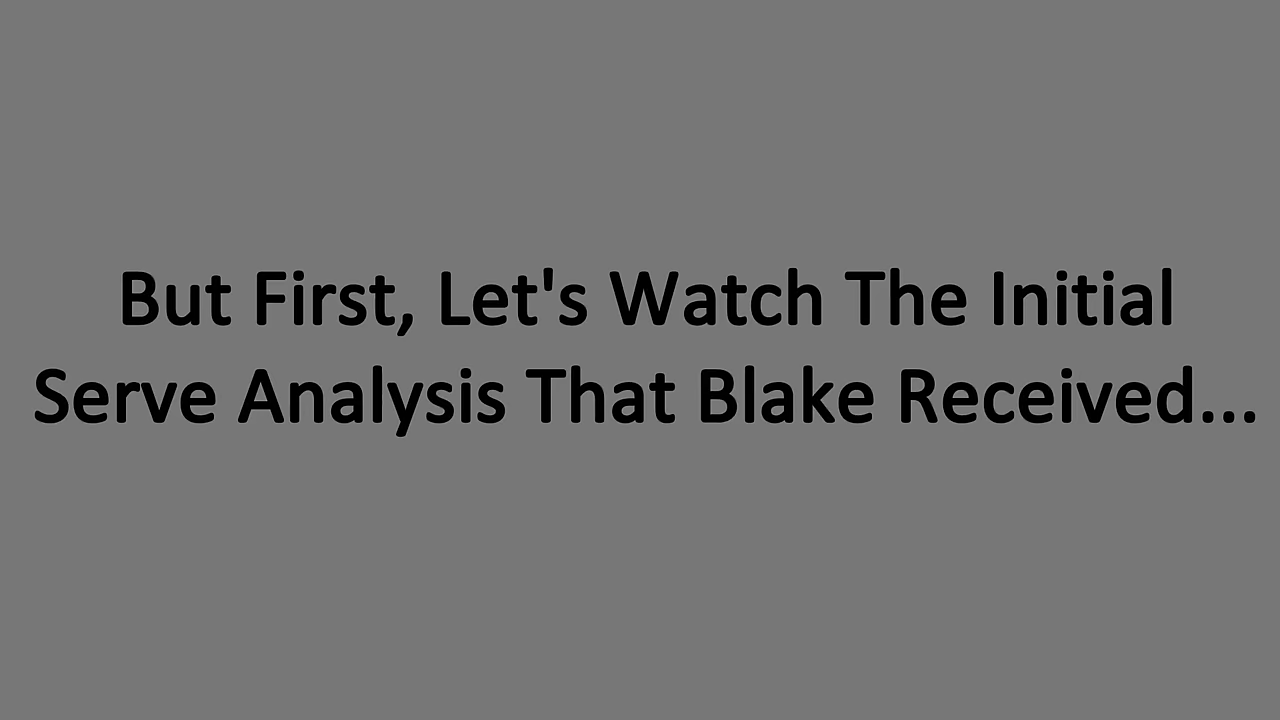 But First, Let's Watch The Initial
Serve Analysis That Blake Received...